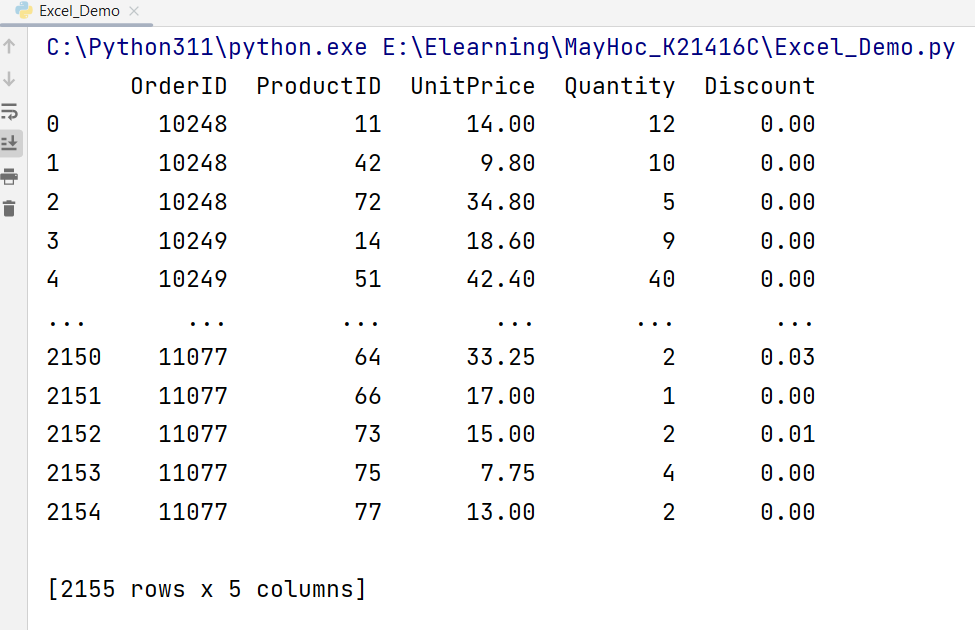 Excel_Demo
C:\Python311\python.exe E:\Elearning\MayHoc_K21416C\Excel_Demo.py
OrderID ProductID UnitPrice Quantity Discount
0 10248 11 14.00 12 0.00
1 10248 42 9.80 10 0.00
2 10248 72 34.80 5 0.00
3 10249 14 18.60 9 0.00
4 10249 51 42.40 40 0.00
... ... ... ... ... ...
2150 11077 64 33.25 2 0.03
2151 11077 66 17.00 1 0.00
2152 11077 73 15.00 2 0.01
2153 11077 75 7.75 4 0.00
2154 11077 77 13.00 2 0.00
[2155 rows x 5 columns]